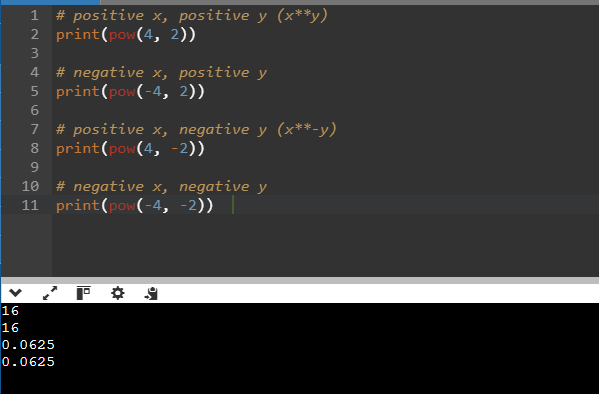 1 # positive x, positive y (x**y)
2 print(pow(4, 2))
3
4 # negative x, positive y
5 print(pow(-4, 2))
6
7 # positive x, negative y (x**-y)
8 print(pow(4, -2))
9
10 # negative x, negative y
11 print(pow(-4, -2))
16
16
0.0625
0.0625